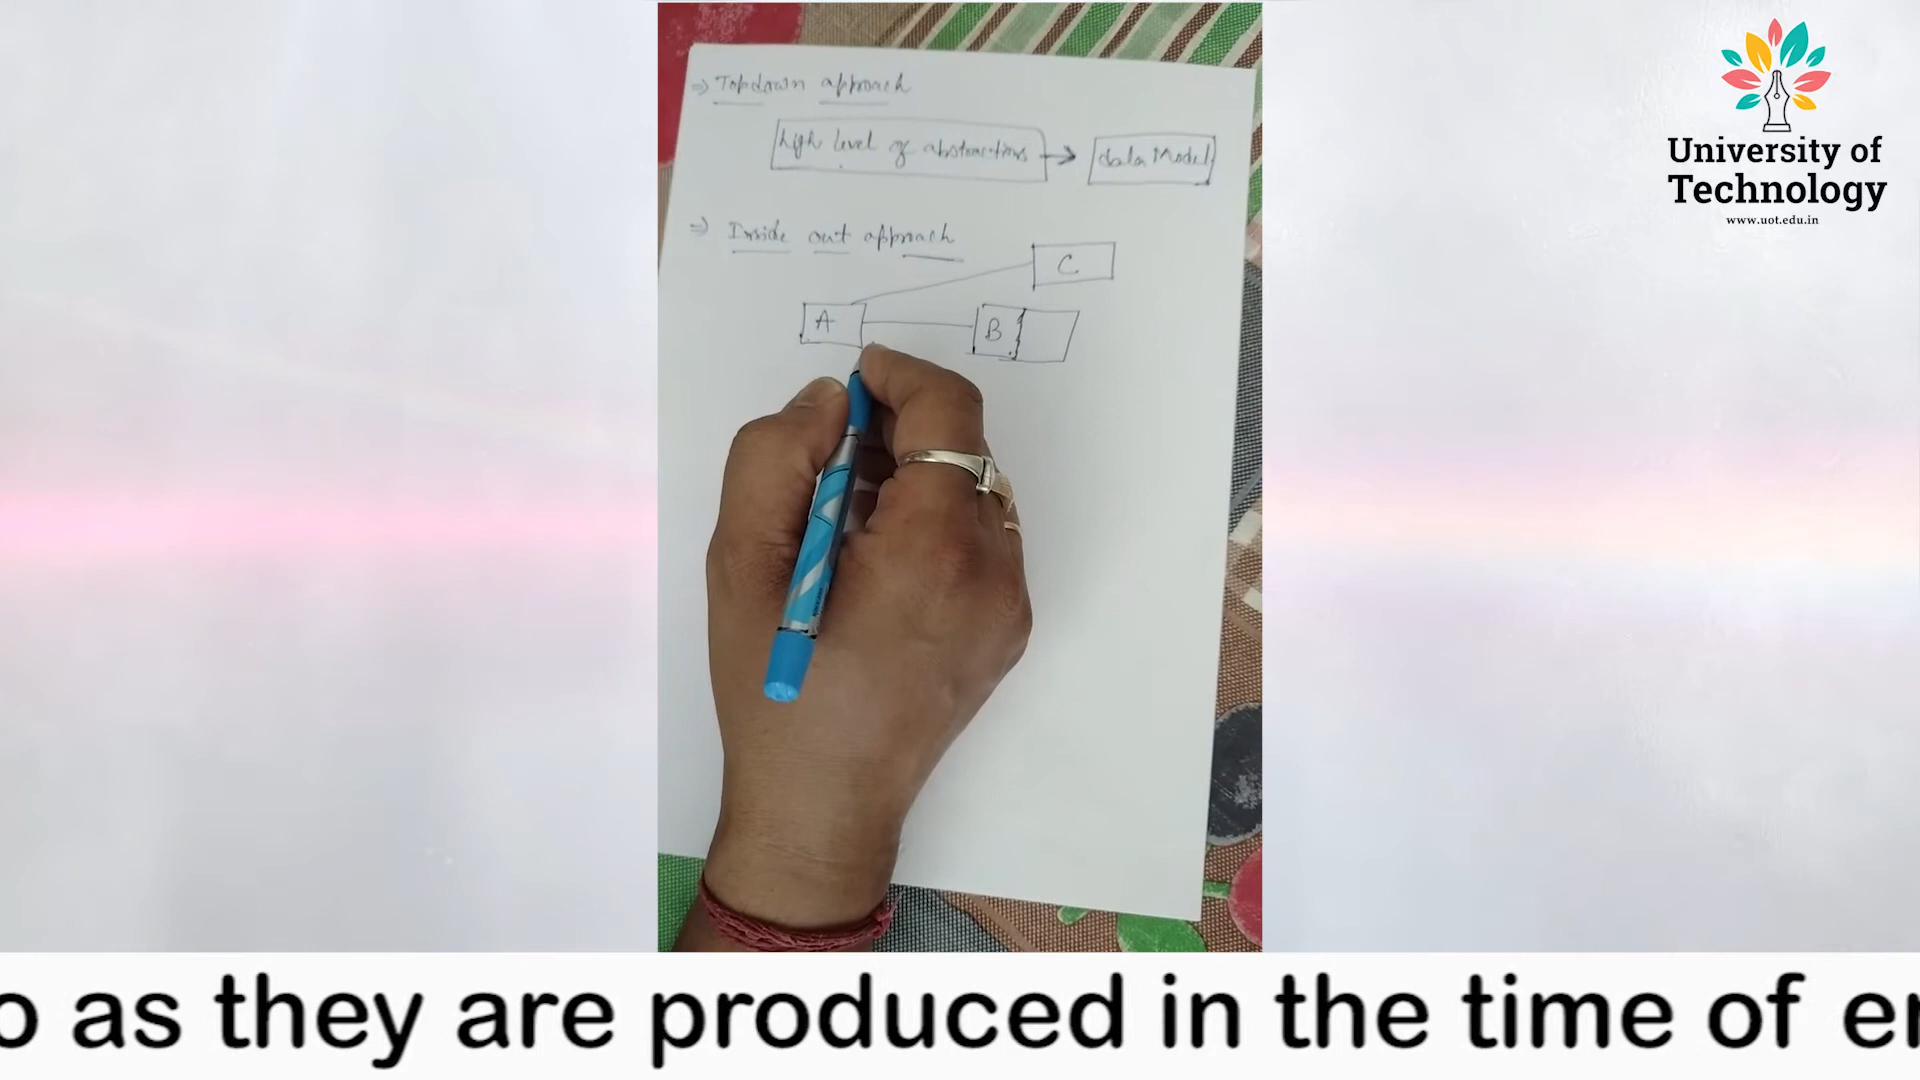 ⇒ Topdown approach
high level of abstractions → data Model
⇒ Inside out approach
C
A
B
University of
Technology
www.uot.edu.in
o as they are produced in the time of er